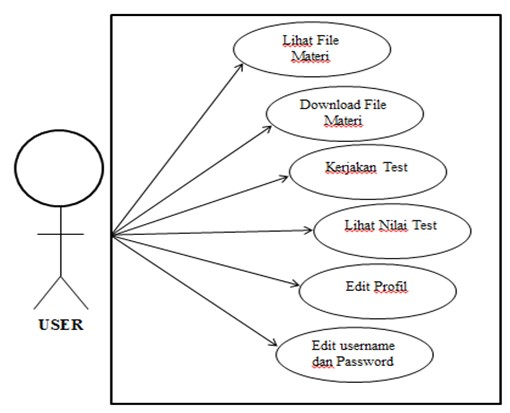 Lihat File
Materi
Download File
Materi
Kerjakan Test
Lihat Nilai Test
Edit Profil
Edit username
dan Password
USER